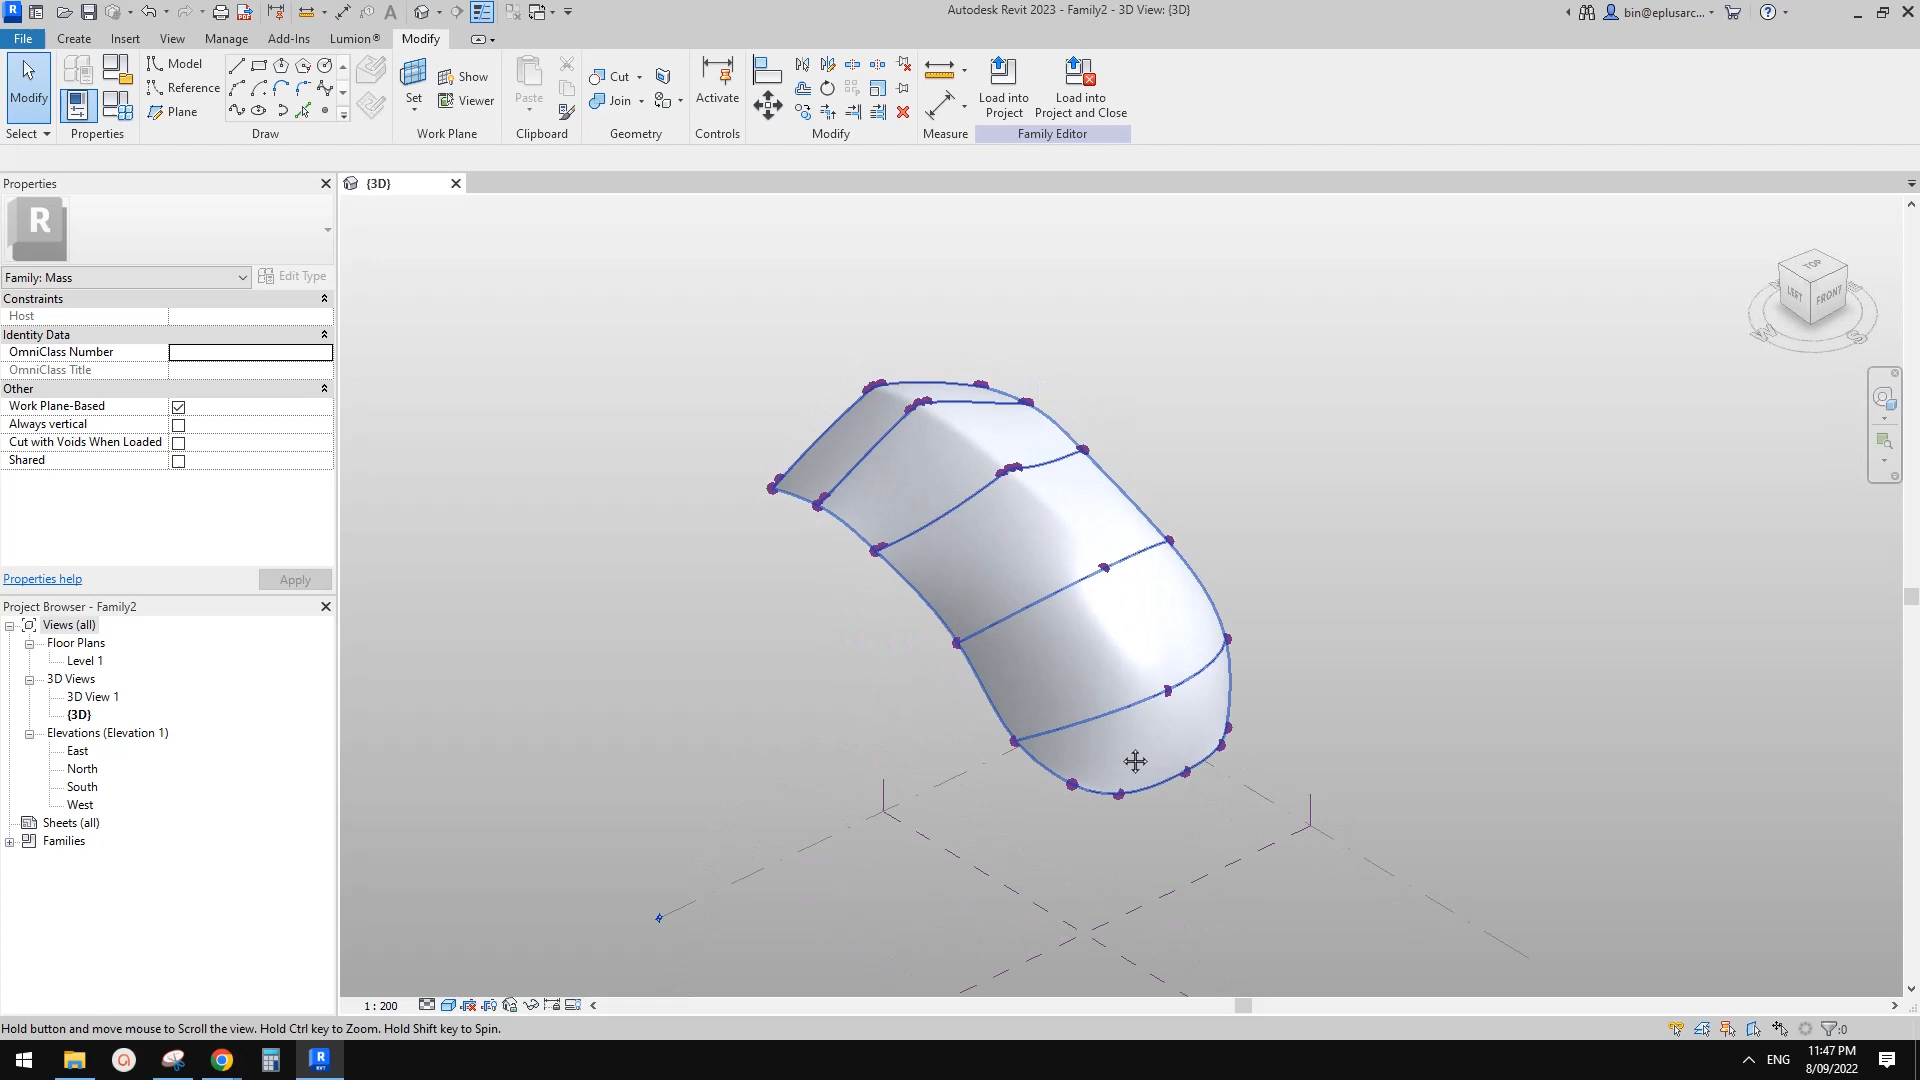 Autodesk Revit 2023 - Family2 - 3D View: {3D}
bin@eplusarc...
File Create Insert View Manage Add-Ins Lumion® Modify
Modify
Select
Properties
Model
Reference
Plane
Draw
Set
Show
Viewer
Work Plane
Paste
Clipboard
Cut
Join
Geometry
Activate
Controls
Modify
Measure
Load into
Project
Load into
Project and Close
Family Editor
Properties
{3D}
R
Family: Mass
Edit Type
Constraints
Host
Identity Data
OmniClass Number
OmniClass Title
Other
Work Plane-Based
Always vertical
Cut with Voids When Loaded
Shared
Properties help
Apply
Project Browser - Family2
Views (all)
Floor Plans
Level 1
3D Views
3D View 1
{3D}
Elevations (Elevation 1)
East
North
South
West
Sheets (all)
Families
TOP
LEFT
FRONT
W
S
1 : 200
Hold button and move mouse to Scroll the view. Hold Ctrl key to Zoom. Hold Shift key to Spin.
:0
ENG
11:47 PM
8/09/2022